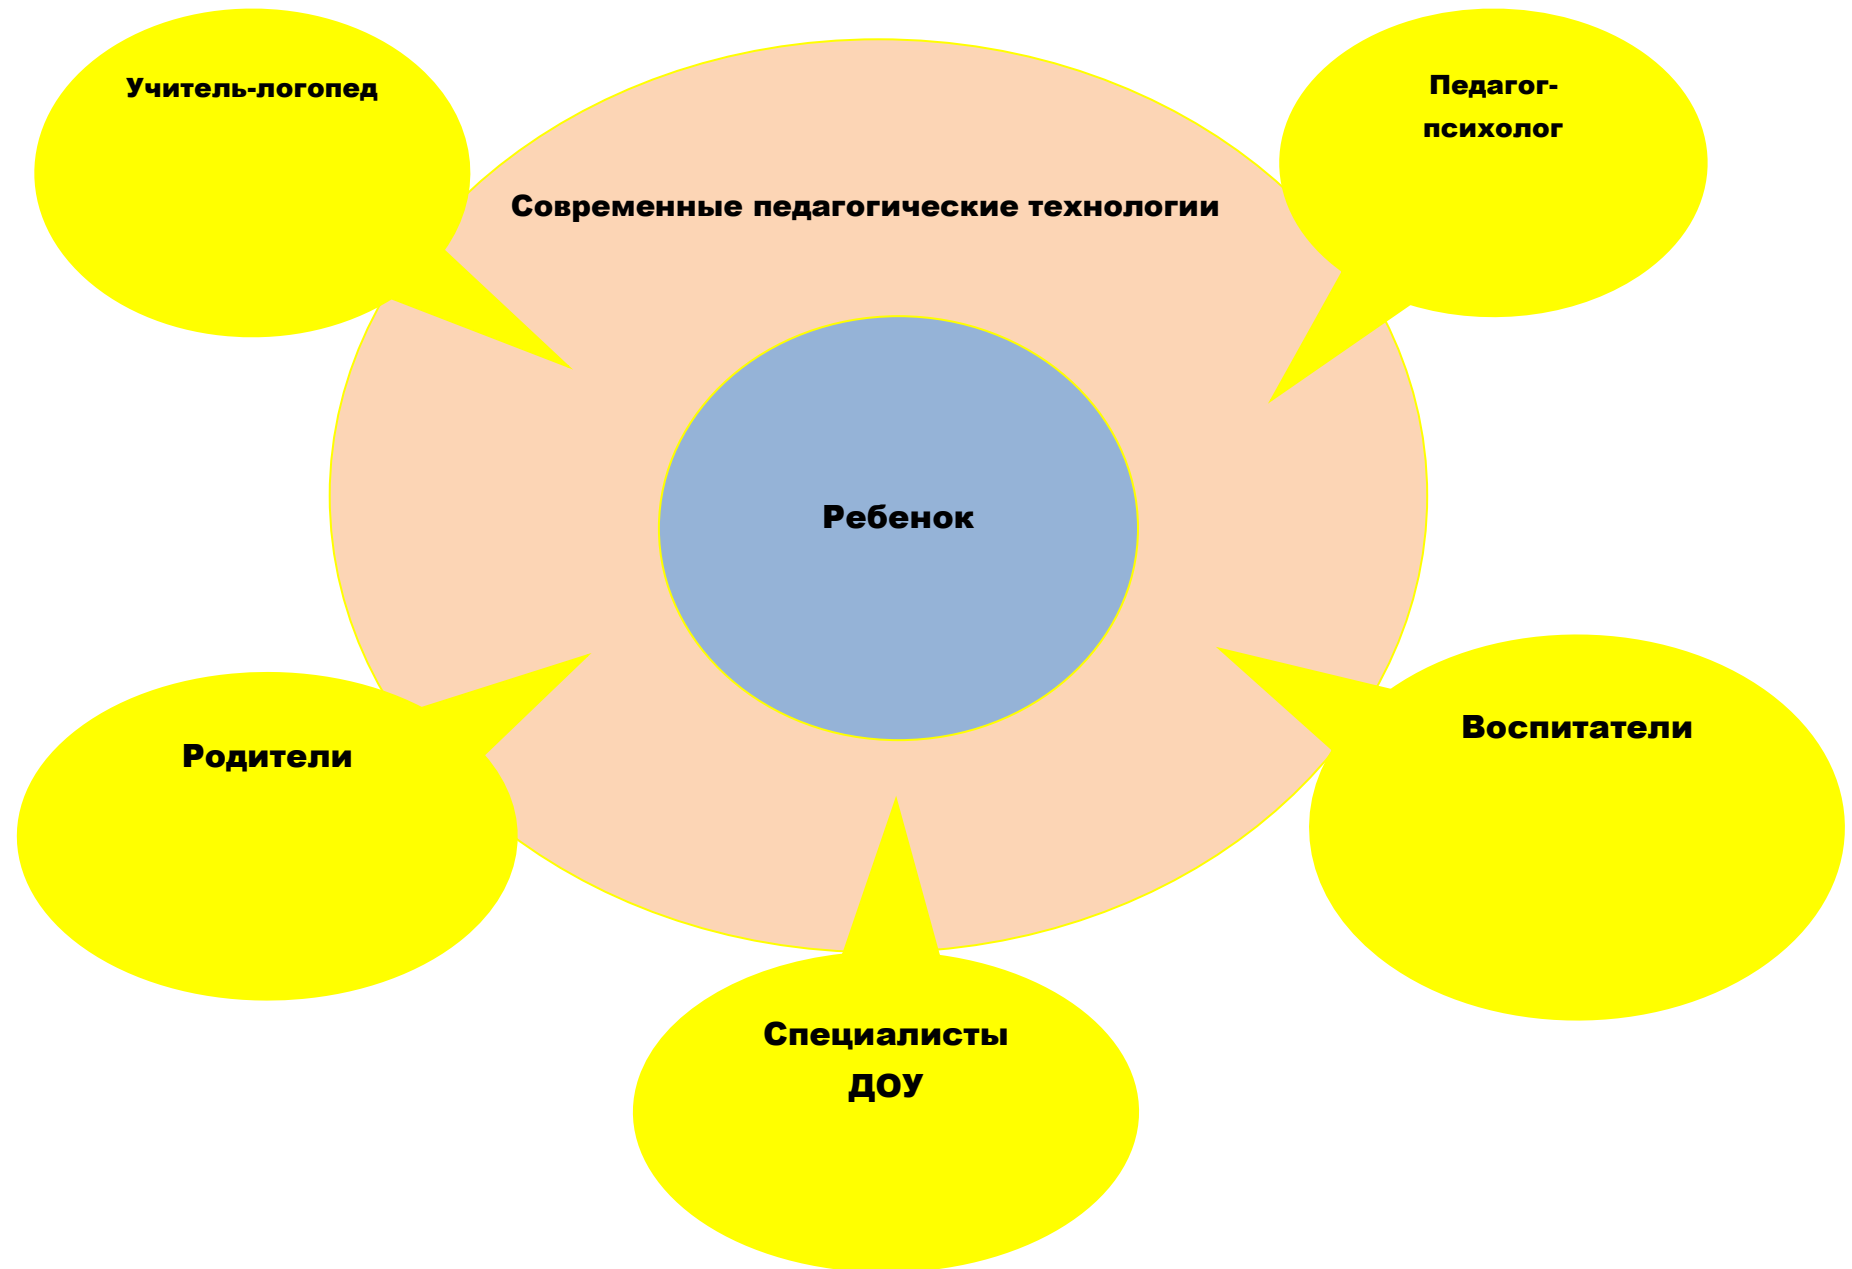 Учитель-логопед
Педагог-
психолог
Современные педагогические технологии
Ребенок
Родители
Воспитатели
Специалисты
ДОУ